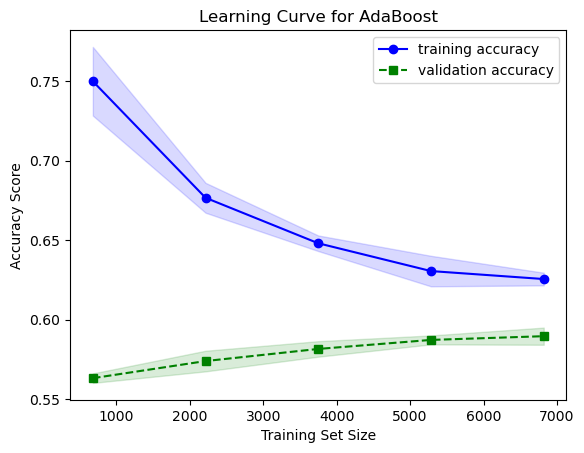 Learning Curve for AdaBoost
training accuracy
validation accuracy
Accuracy Score
0.75
0.70
0.65
0.60
0.55
1000
2000
3000
4000
5000
6000
7000
Training Set Size